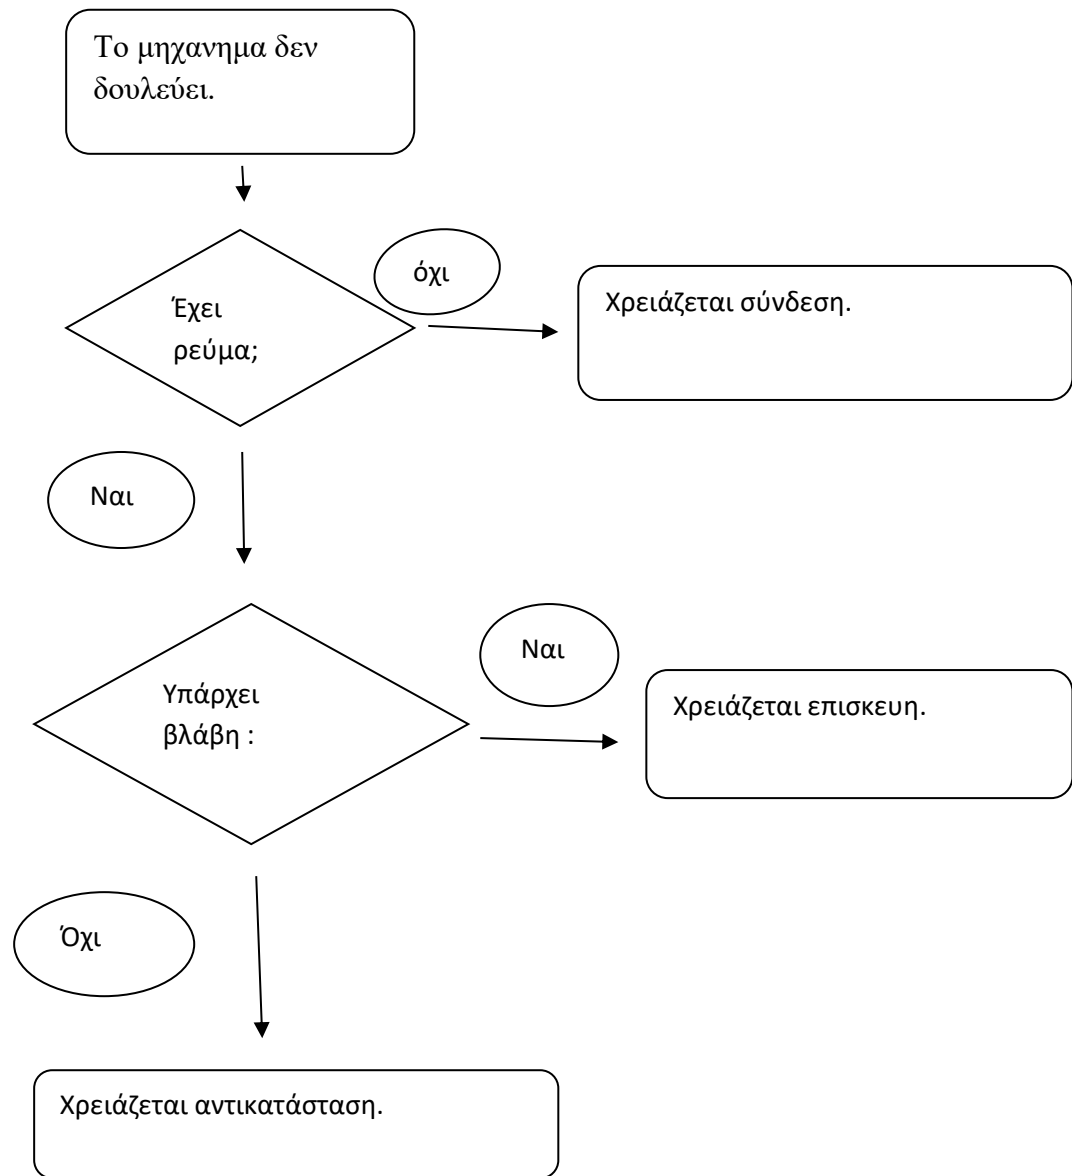 Το μηχανημα δεν
δουλεύει.
όχι
Έχει
ρεύμα;
Χρειάζεται σύνδεση.
Ναι
Ναι
Υπάρχει
βλάβη :
Χρειάζεται επισκευη.
Όχι
Χρειάζεται αντικατάσταση.